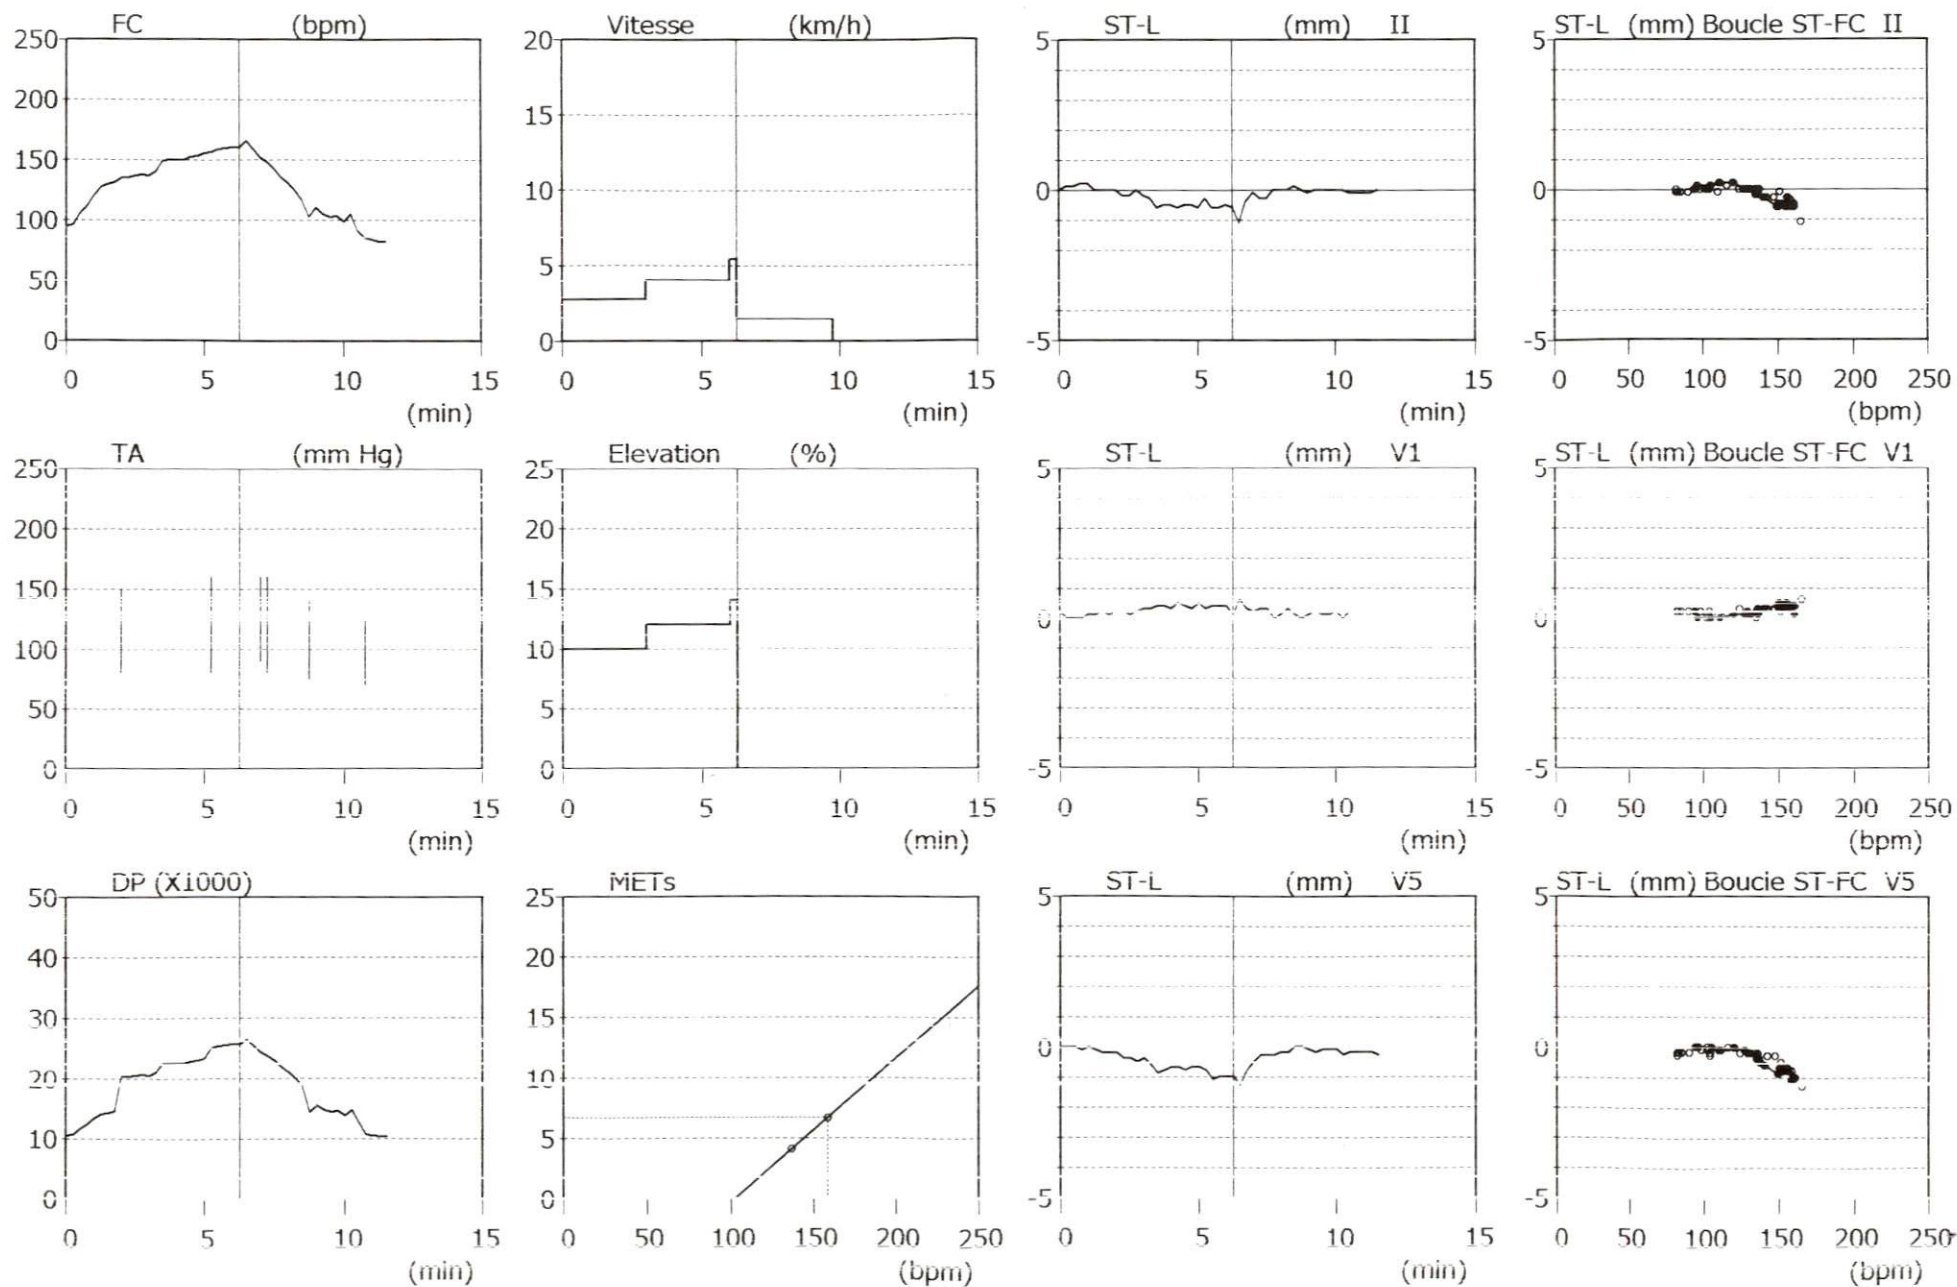 FC (bpm)
250
200
150
100
50
0
0 5 10 15
(min)
Vitesse (km/h)
20
15
10
5
0
0 5 10 15
(min)
ST-L (mm) II
5
0
-5
0 5 10 15
(min)
ST-L (mm) Boucle ST-FC II
5
0
-5
0 50 100 150 200 250
(bpm)
TA (mm Hg)
250
200
150
100
50
0
0 5 10 15
(min)
Elevation (%)
25
20
15
10
5
0
0 5 10 15
(min)
ST-L (mm) V1
5
0
-5
0 5 10 15
(min)
ST-L (mm) Boucle ST-FC V1
5
0
-5
0 50 100 150 200 250
(bpm)
DP (X1000)
50
40
30
20
10
0
0 5 10 15
(min)
METs
25
20
15
10
5
0
0 50 100 150 200 250
(bpm)
ST-L (mm) V5
5
0
-5
0 5 10 15
(min)
ST-L (mm) Boucle ST-FC V5
5
0
-5
0 50 100 150 200 250
(bpm)